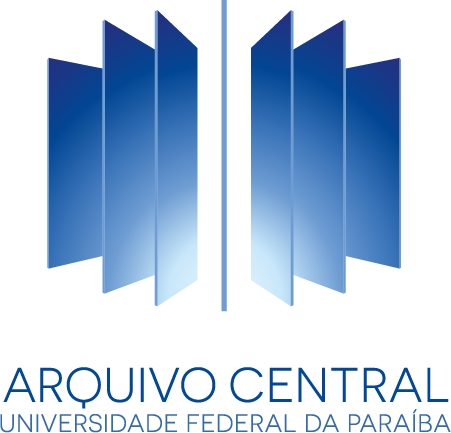 ARQUIVO CENTRAL
UNIVERSIDADE FEDERAL DA PARAÍBA